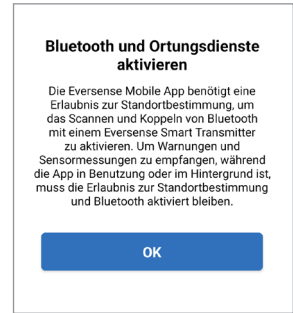 Bluetooth und Ortungsdienste
aktivieren
Die Eversense Mobile App benötigt eine
Erlaubnis zur Standortbestimmung, um
das Scannen und Koppeln von Bluetooth
mit einem Eversense Smart Transmitter
zu aktivieren. Um Warnungen und
Sensormessungen zu empfangen, während
die App in Benutzung oder im Hintergrund ist,
muss die Erlaubnis zur Standortbestimmung
und Bluetooth aktiviert bleiben.
OK